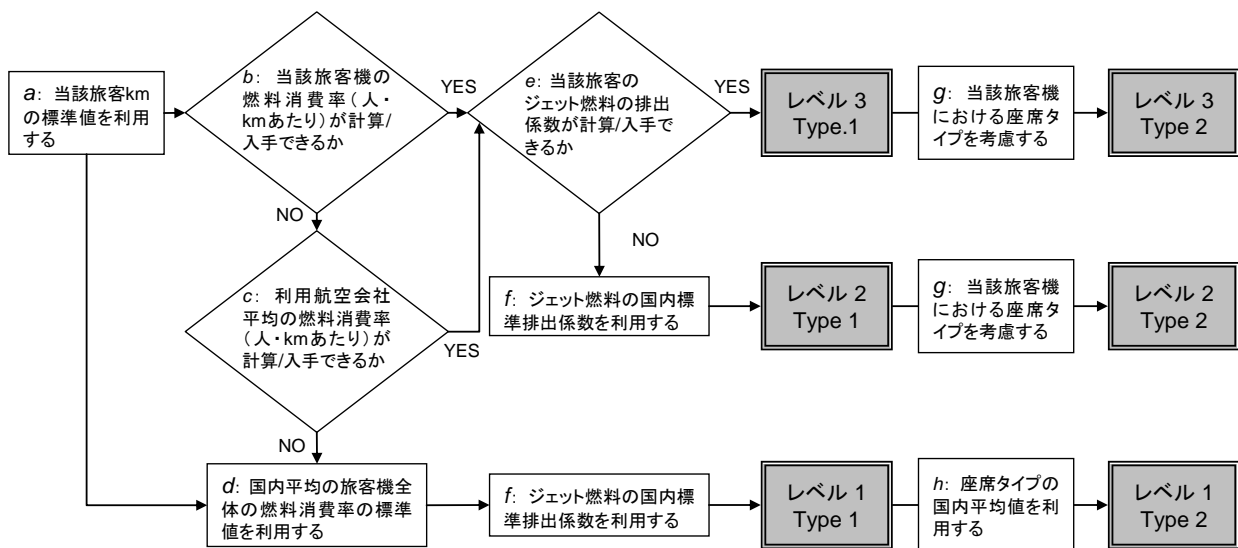 a: 当該旅客km
の標準値を利用
する
b: 当該旅客機の
燃料消費率(人・
kmあたり)が計算/
入手できるか
YES
NO
e: 当該旅客の
ジェット燃料の排出
係数が計算/入手で
きるか
YES
NO
レベル 3
Type.1
g: 当該旅客機
における座席タ
イプを考慮する
レベル 3
Type 2
c: 利用航空会社
平均の燃料消費率
(人・kmあたり)が
計算/入手できるか
YES
NO
f: ジェット燃料の国内標
準排出係数を利用する
レベル 2
Type 1
g: 当該旅客機
における座席タ
イプを考慮する
レベル 2
Type 2
d: 国内平均の旅客機全
体の燃料消費率の標準
値を利用する
f: ジェット燃料の国内標
準排出係数を利用する
レベル 1
Type 1
h: 座席タイプの
国内平均値を利
用する
レベル 1
Type 2